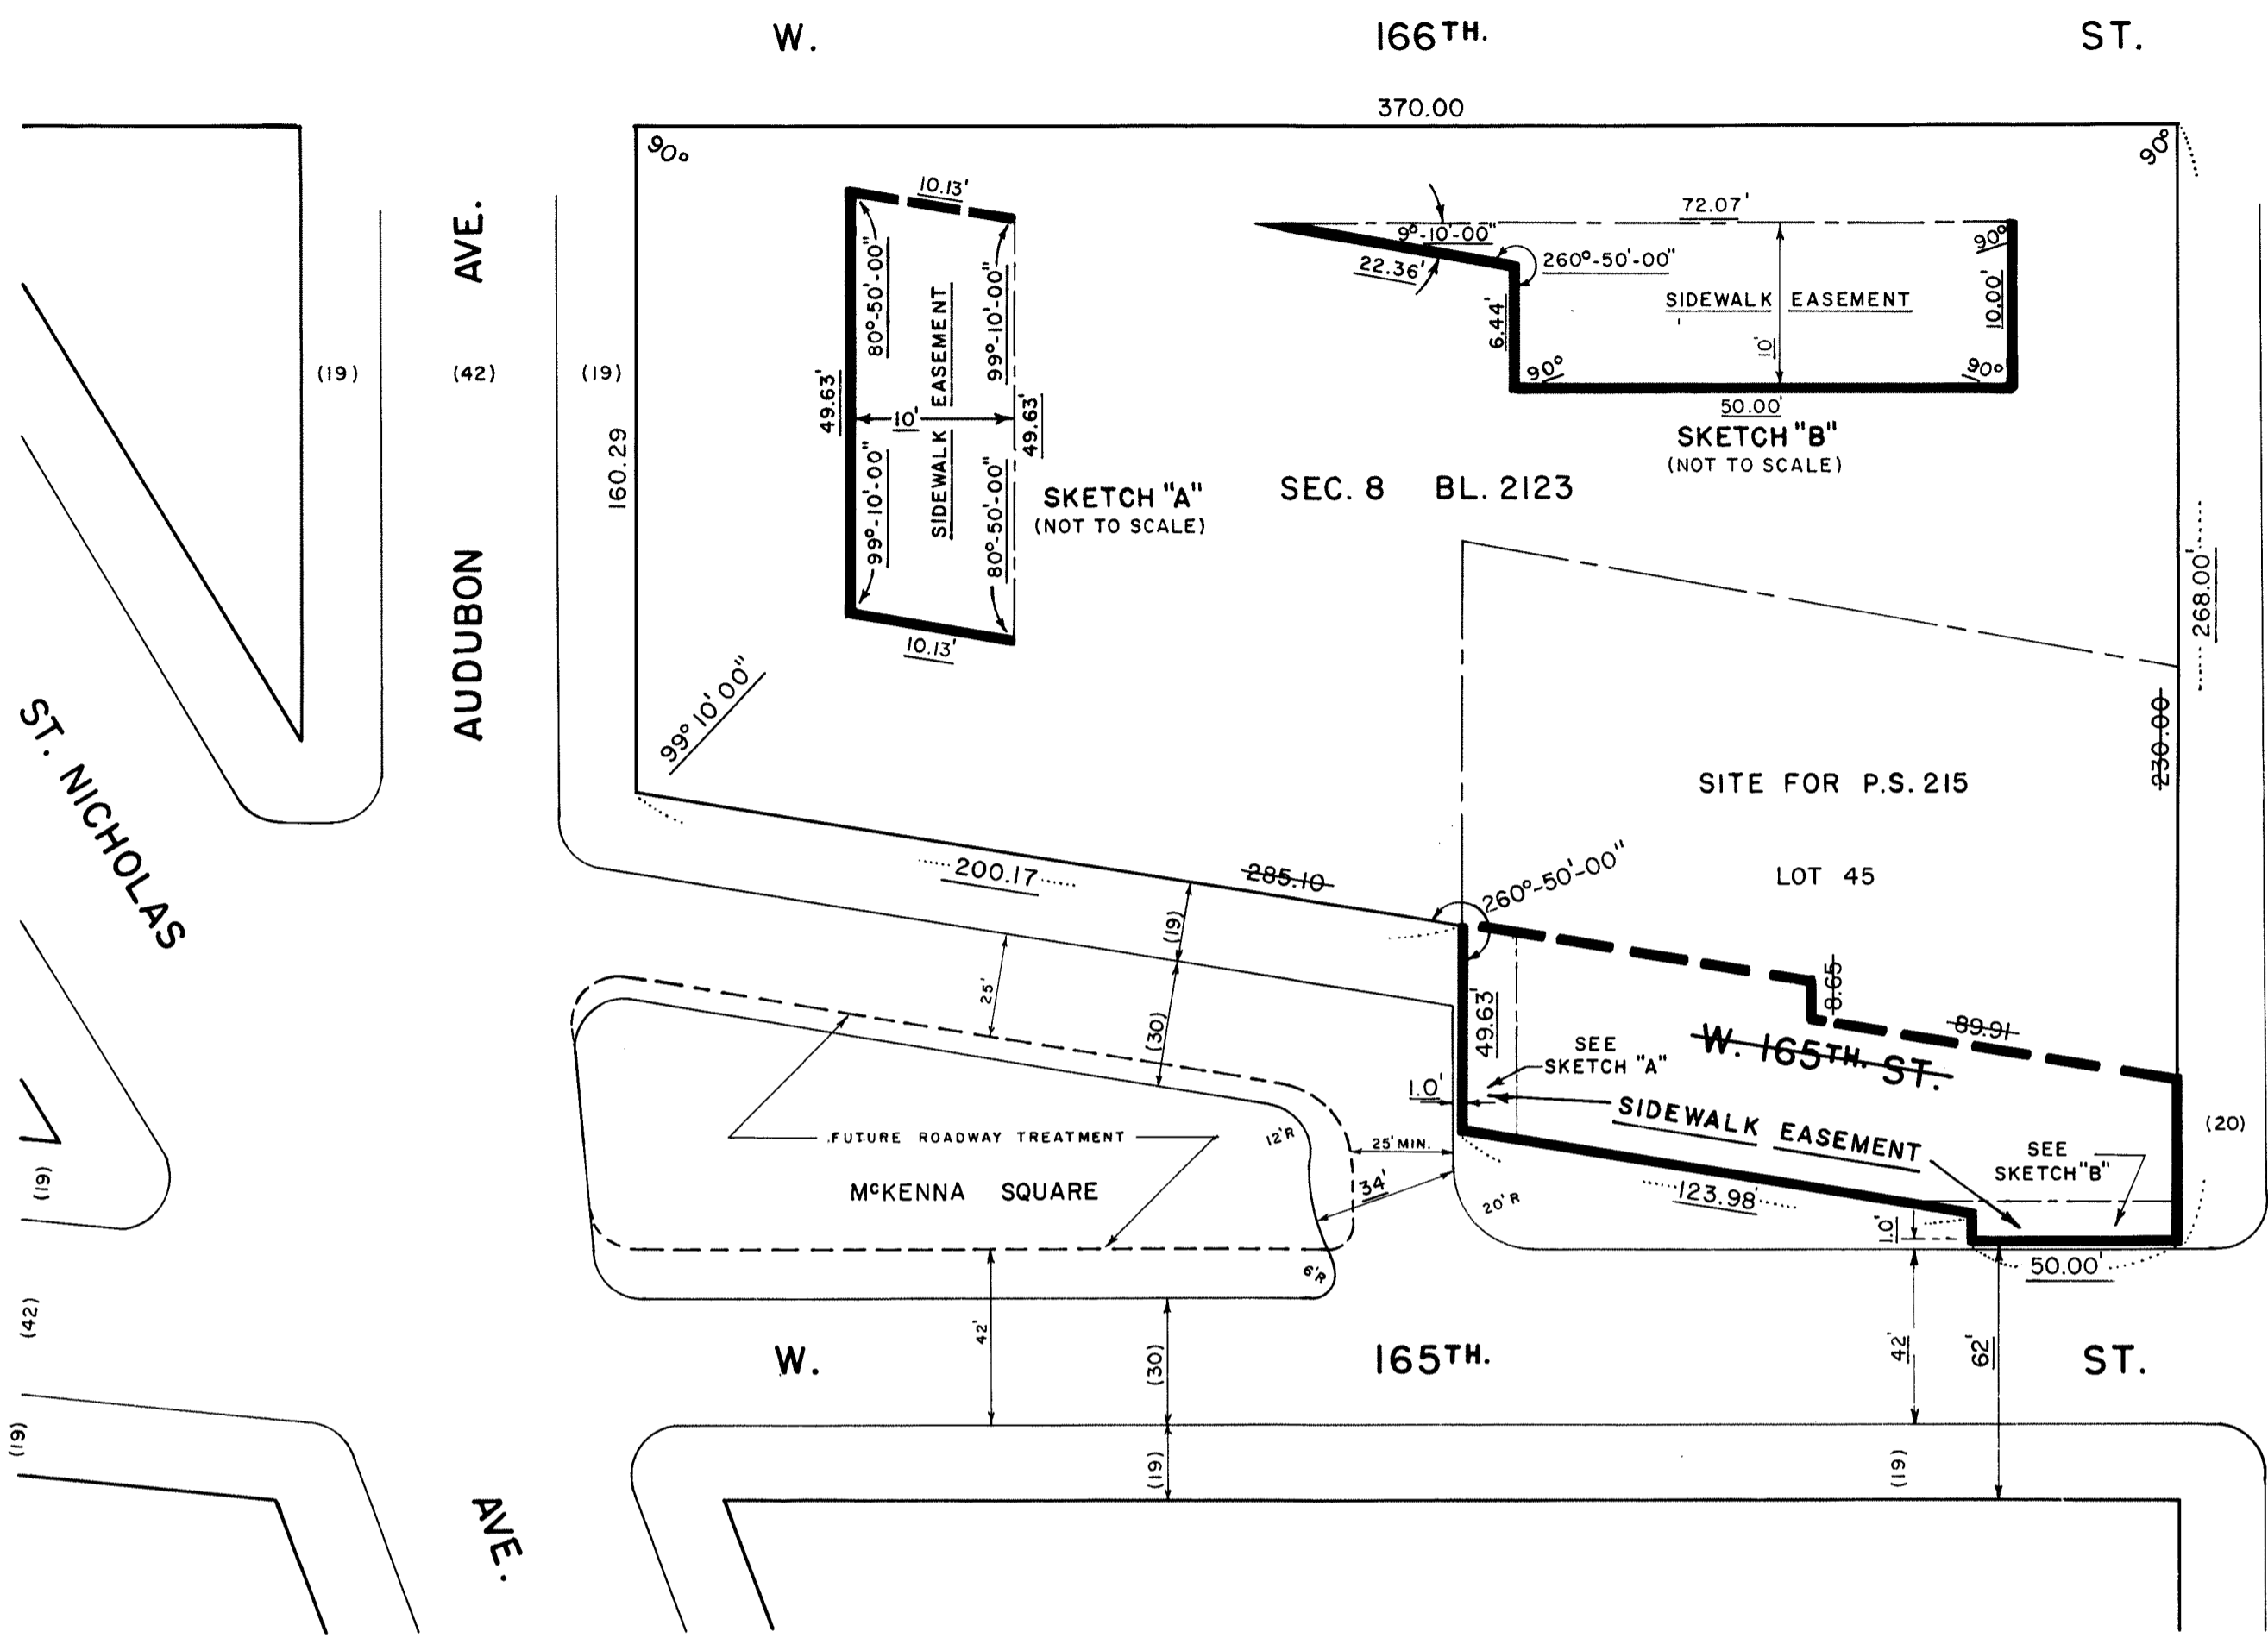 W. 166TH. ST.
370.00
90°
90°
10.13'
80°-50'-00"
99°-10'-00"
SIDEWALK EASEMENT
49.63'
10'
49.63'
99°-10'-00"
80°-50'-00"
10.13'
SKETCH "A"
(NOT TO SCALE)
72.07'
9°-10'-00"
22.36'
260°-50'-00"
6.44'
SIDEWALK EASEMENT
10'
90°
10.00'
90°
90°
50.00'
SKETCH "B"
(NOT TO SCALE)
SEC. 8 BL. 2123
AUDUBON AVE.
(19)
(42)
(19)
160.29
268.00'
230.00
99° 10' 00"
ST. NICHOLAS
SITE FOR P.S. 215
LOT 45
200.17
285.10
260°-50'-00"
(19)
25'
(30)
49.63'
8.65
89.91
W. 165TH. ST.
SEE
SKETCH "A"
1.0'
SIDEWALK EASEMENT
SEE
SKETCH "B"
(20)
FUTURE ROADWAY TREATMENT
12'R
25' MIN.
MCKENNA SQUARE
34'
20' R
123.98'
1.0'
50.00'
6'R
(19)
(42)
(19)
42'
(30)
42'
62'
W. 165TH. ST.
(19)
(19)
AVE.